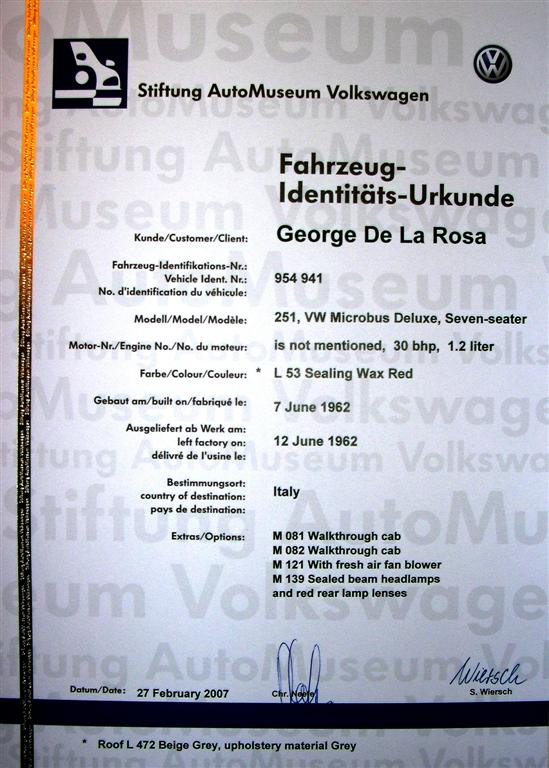 Stiftung AutoMuseum Volkswagen
Fahrzeug-
Identitäts-Urkunde
Kunde/Customer/Client: George De La Rosa
Fahrzeug-Identifikations-Nr.:
Vehicle Ident. Nr.: 954 941
No. d'identification du véhicule:
Modell/Model/Modèle: 251, VW Microbus Deluxe, Seven-seater
Motor-Nr./Engine No./No. du moteur: is not mentioned, 30 bhp, 1.2 liter
Farbe/Colour/Couleur: * L 53 Sealing Wax Red
Gebaut am/built on/fabriqué le: 7 June 1962
Ausgeliefert ab Werk am:
left factory on: 12 June 1962
délivré de l'usine le:
Bestimmungsort:
country of destination: Italy
pays de destination:
Extras/Options: M 081 Walkthrough cab
M 082 Walkthrough cab
M 121 With fresh air fan blower
M 139 Sealed beam headlamps
and red rear lamp lenses
Wiersch
Datum/Date: 27 February 2007 Chr. S. Wiersch
* Roof L 472 Beige Grey, upholstery material Grey